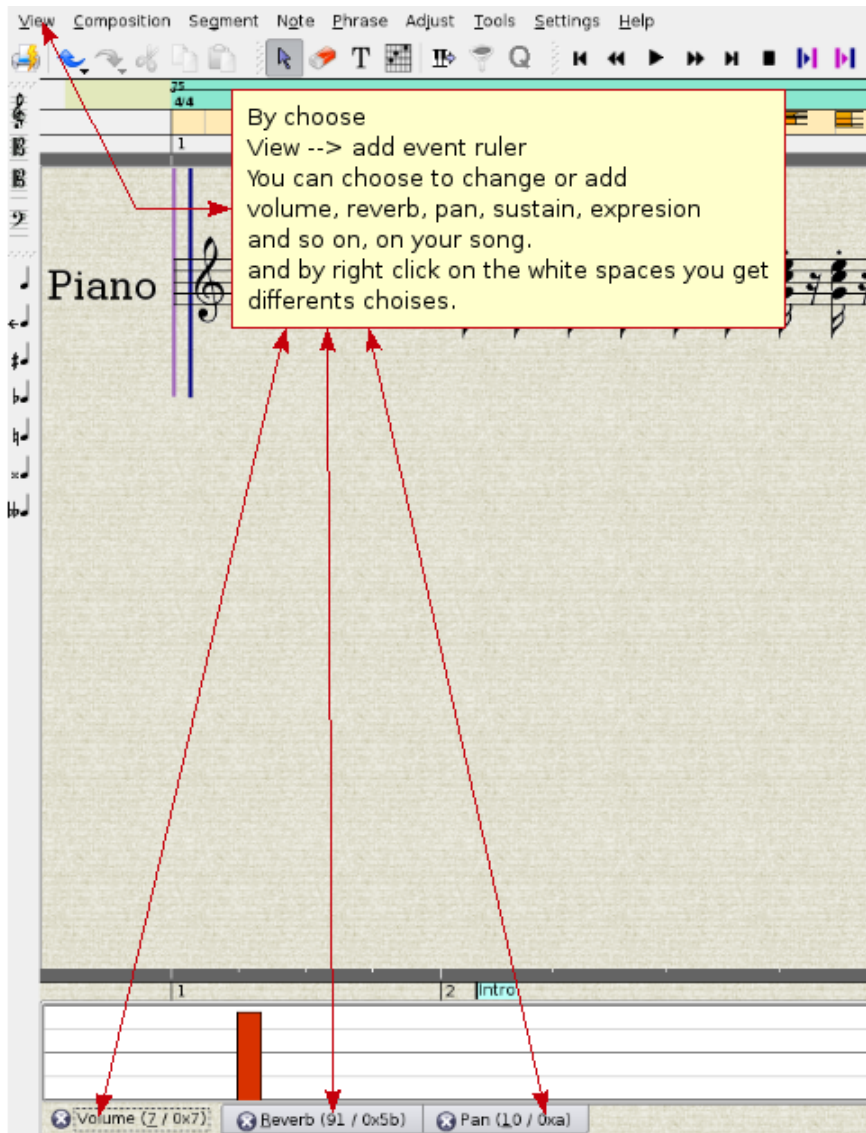 View Composition Segment Note Phrase Adjust Tools Settings Help
T Q
75
4/4
1
By choose
View --> add event ruler
You can choose to change or add
volume, reverb, pan, sustain, expresion
and so on, on your song.
and by right click on the white spaces you get
differents choises.
Piano
1 2 Intro
Volume (7 / 0x7) Reverb (91 / 0x5b) Pan (10 / 0xa)